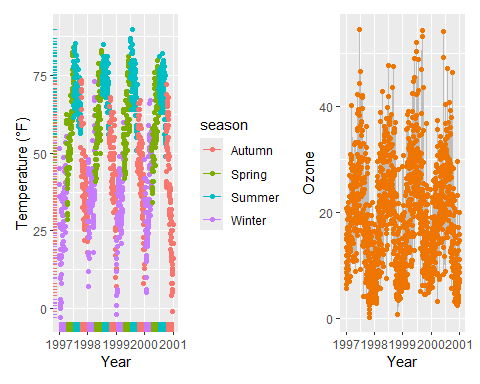 Temperature (°F)
75
50
25
0
1997 1998 1999 2000 2001
Year
season
Autumn
Spring
Summer
Winter
Ozone
40
20
0
1997 1998 1999 2000 2001
Year